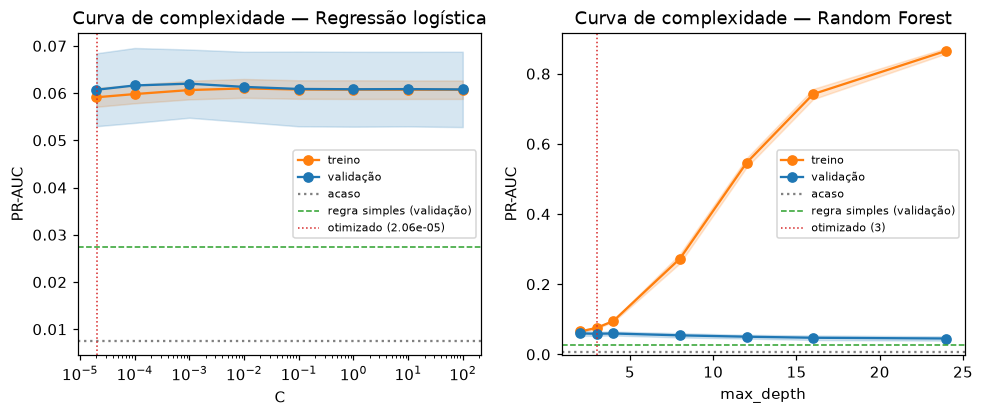 Curva de complexidade — Regressão logística
0.07
0.06
0.05
0.04
0.03
0.02
0.01
PR-AUC
treino
validação
acaso
regra simples (validação)
otimizado (2.06e-05)
10⁻⁵ 10⁻⁴ 10⁻³ 10⁻² 10⁻¹ 10⁰ 10¹ 10²
C
Curva de complexidade — Random Forest
0.8
0.6
0.4
0.2
0.0
PR-AUC
treino
validação
acaso
regra simples (validação)
otimizado (3)
5 10 15 20 25
max_depth